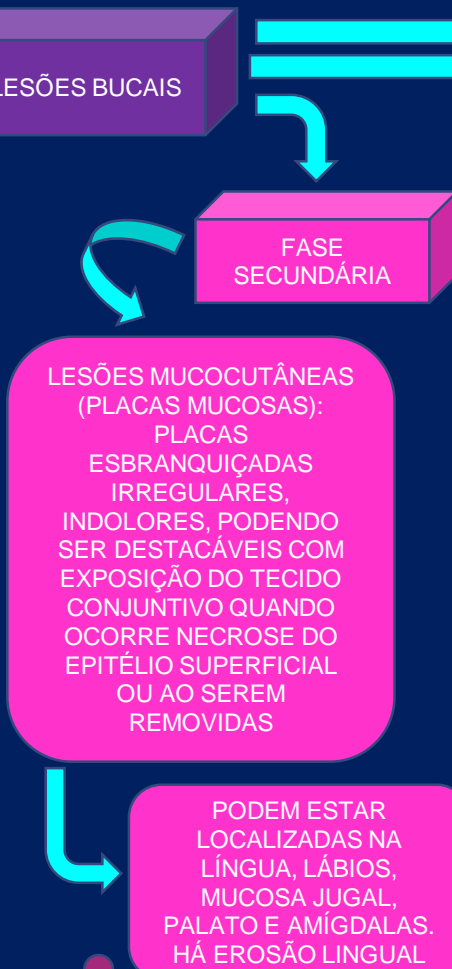 LESÕES BUCAIS
FASE
SECUNDÁRIA
LESÕES MUCOCUTÂNEAS
(PLACAS MUCOSAS):
PLACAS
ESBRANQUIÇADAS
IRREGULARES,
INDOLORES, PODENDO
SER DESTACÁVEIS COM
EXPOSIÇÃO DO TECIDO
CONJUNTIVO QUANDO
OCORRE NECROSE DO
EPITÉLIO SUPERFICIAL
OU AO SEREM
REMOVIDAS
PODEM ESTAR
LOCALIZADAS NA
LÍNGUA, LÁBIOS,
MUCOSA JUGAL,
PALATO E AMÍGDALAS.
HÁ EROSÃO LINGUAL